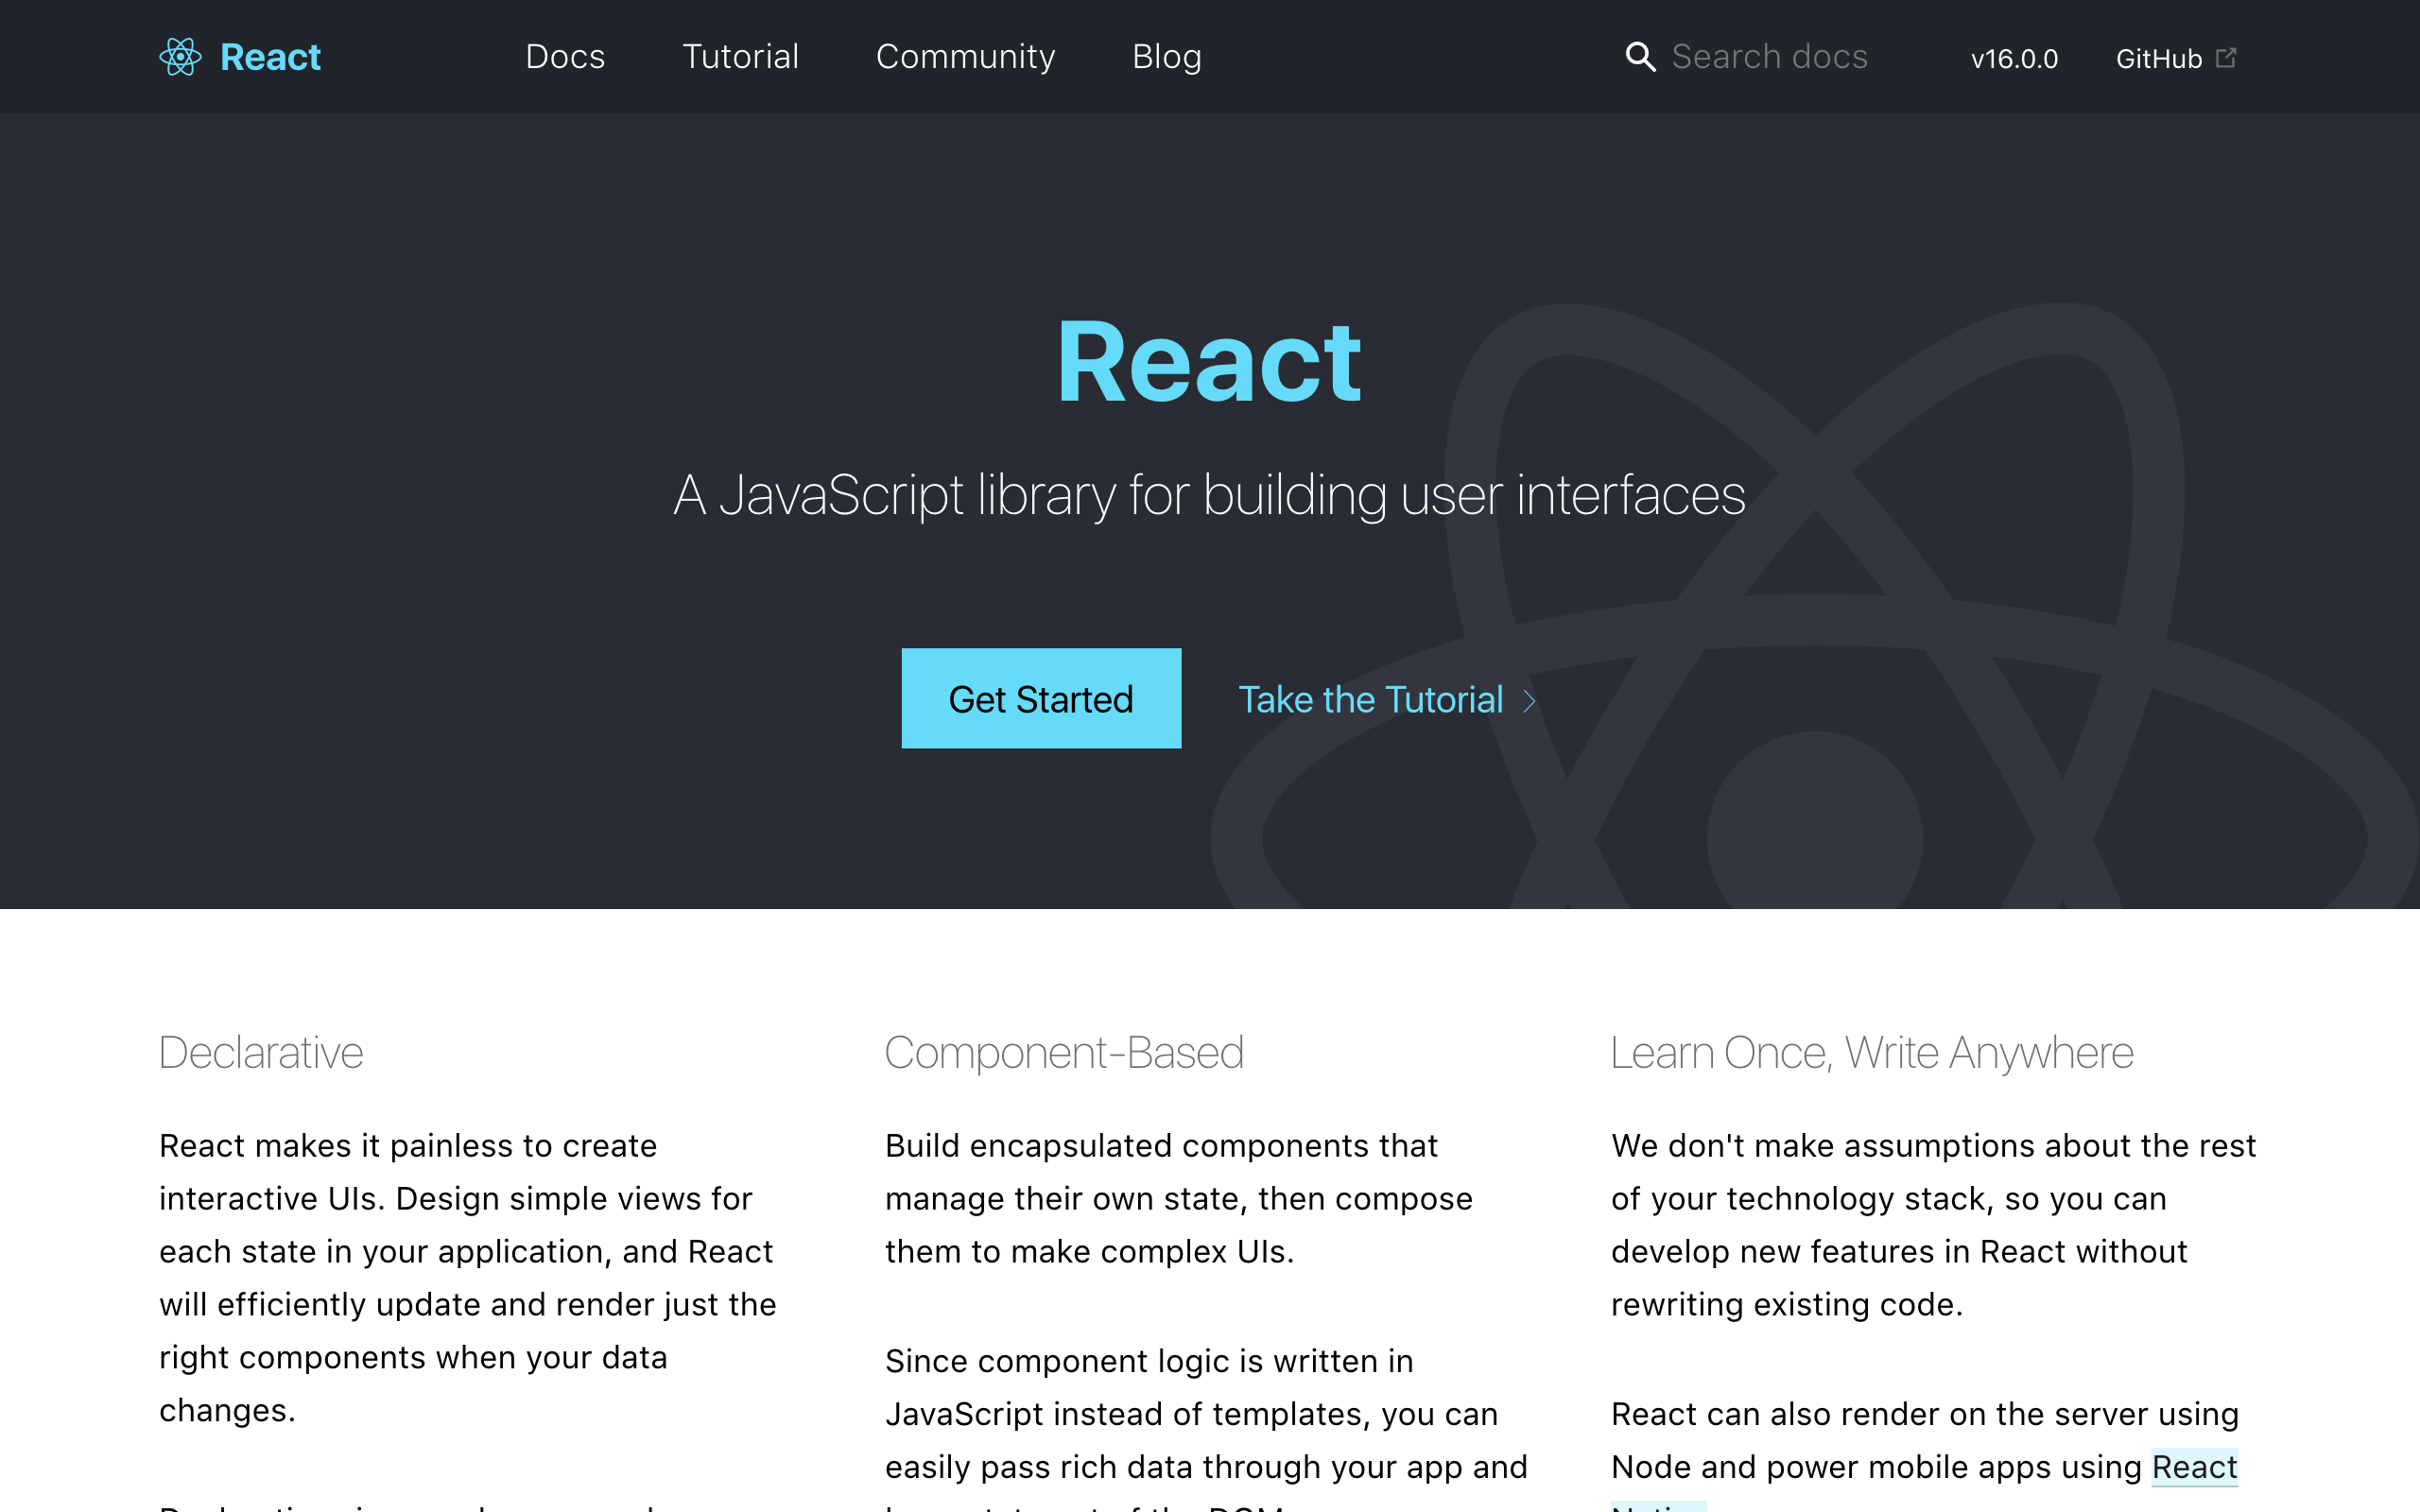 React
Docs
Tutorial
Community
Blog
Search docs
v16.0.0
GitHub
React
A JavaScript library for building user interfaces
Get Started
Take the Tutorial
Declarative
React makes it painless to create
interactive UIs. Design simple views for
each state in your application, and React
will efficiently update and render just the
right components when your data
changes.
Component-Based
Build encapsulated components that
manage their own state, then compose
them to make complex UIs.
Since component logic is written in
JavaScript instead of templates, you can
easily pass rich data through your app and
Learn Once, Write Anywhere
We don't make assumptions about the rest
of your technology stack, so you can
develop new features in React without
rewriting existing code.
React can also render on the server using
Node and power mobile apps using React